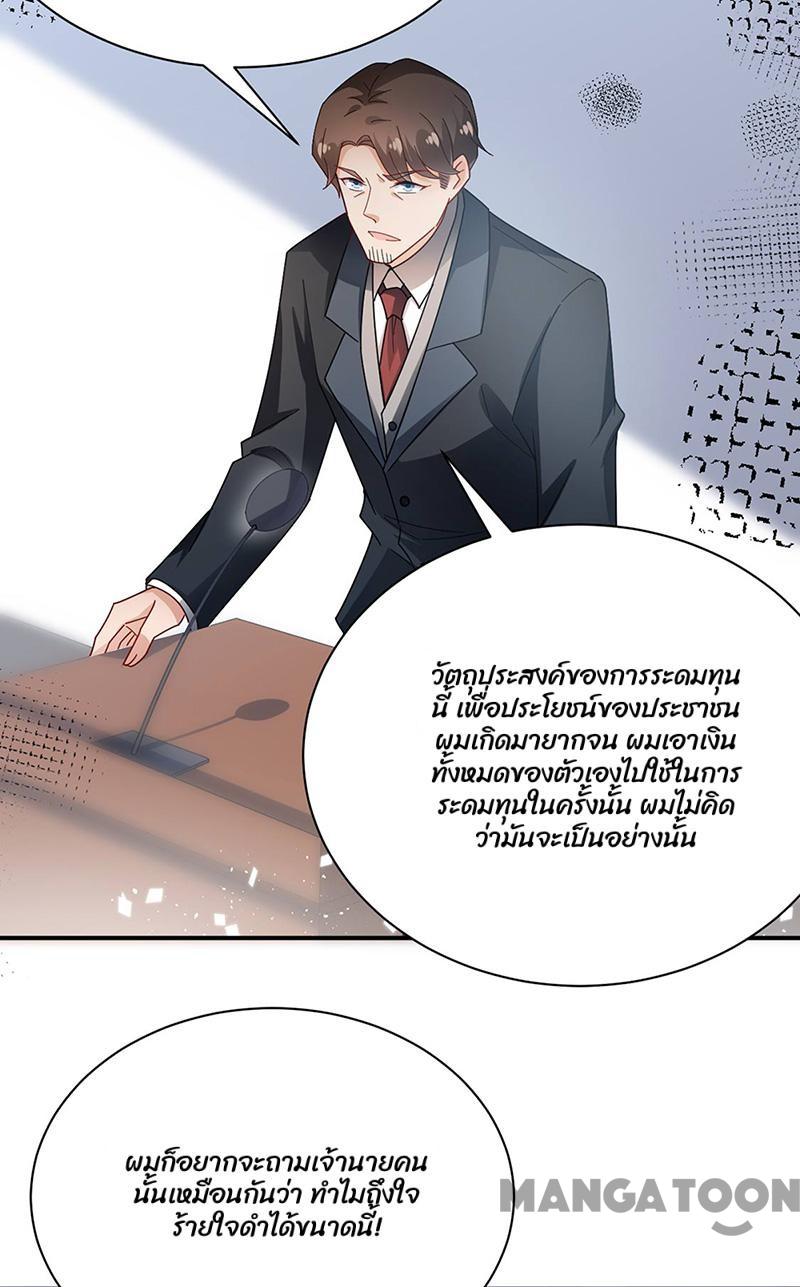 วัตถุประสงค์ของการระดมทุน
นี้ เพื่อประโยชน์ของประชาชน
ผมเกิดมายากจน ผมเอาเงิน
ทั้งหมดของตัวเองไปใช้ในการ
ระดมทุนในครั้งนั้น ผมไม่คิด
ว่ามันจะเป็นอย่างนั้น
ผมก็อยากจะถามเจ้านายคน
นั้นเหมือนกันว่า ทำไมถึงใจ
ร้ายใจดำได้ขนาดนี้!
MANGATOON